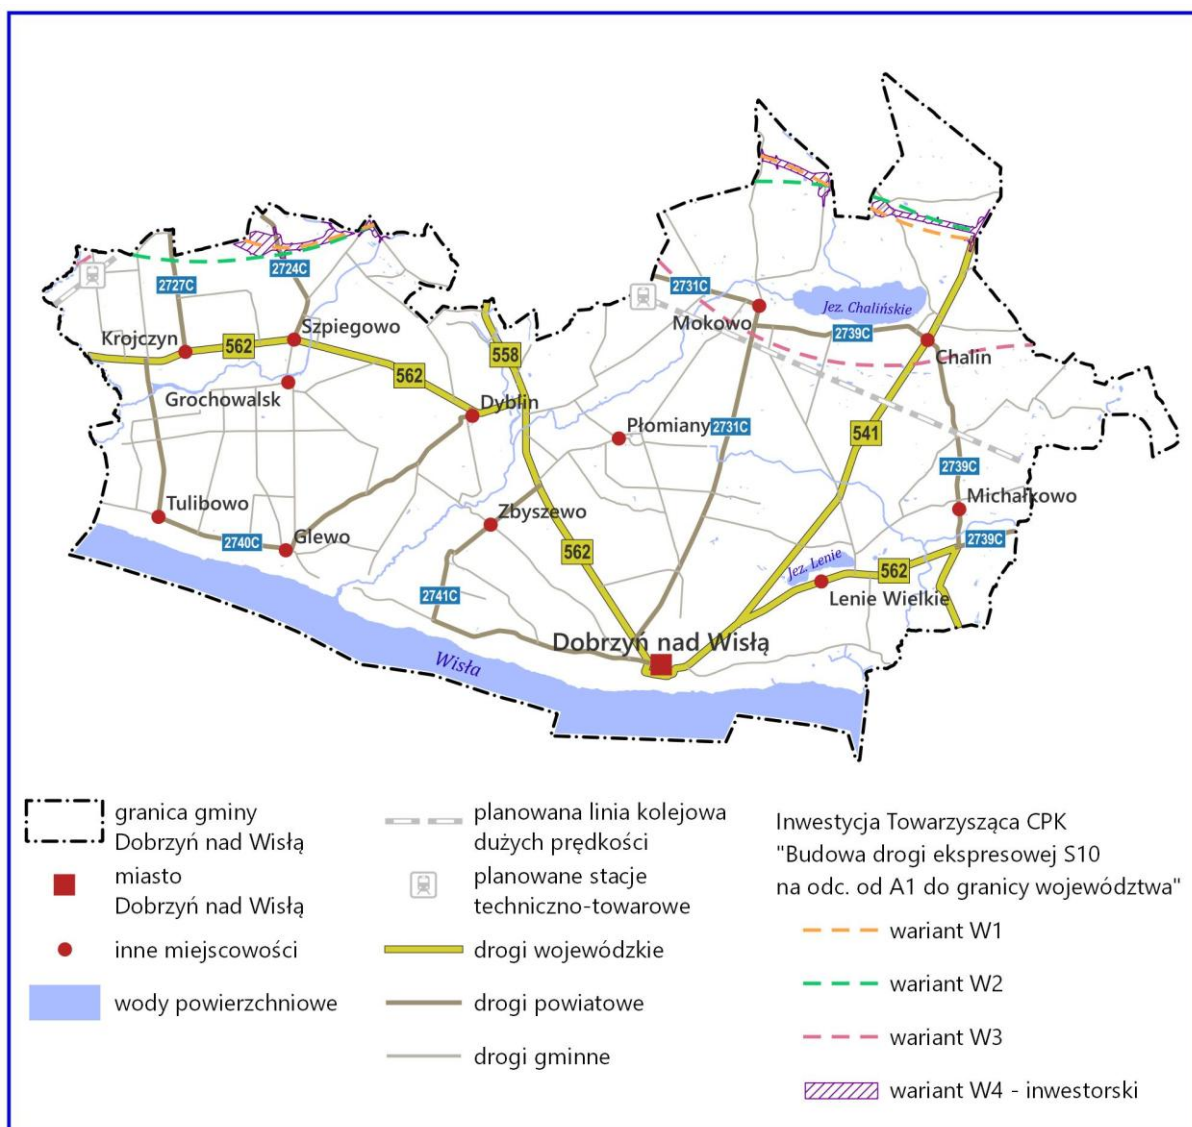 2724C
2727C
2731C
Jez. Chalińskie
Mokowo
Szpiegowo
2739C
Krojczyn
562
558
Chalin
562
Grochowalsk
Dyblin
Płomiany
2731C
541
2739C
Tulibowo
Zbyszewo
Michałkowo
Glewo
2740C
2739C
562
Jez. Lenie
562
2741C
Lenie Wielkie
Dobrzyń nad Wisłą
Wisła
granica gminy
Dobrzyń nad Wisłą
miasto
Dobrzyń nad Wisłą
inne miejscowości
wody powierzchniowe
planowana linia kolejowa
dużych prędkości
planowane stacje
techniczno-towarowe
drogi wojewódzkie
drogi powiatowe
drogi gminne
Inwestycja Towarzysząca CPK
"Budowa drogi ekspresowej S10
na odc. od A1 do granicy województwa"
wariant W1
wariant W2
wariant W3
wariant W4 - inwestorski